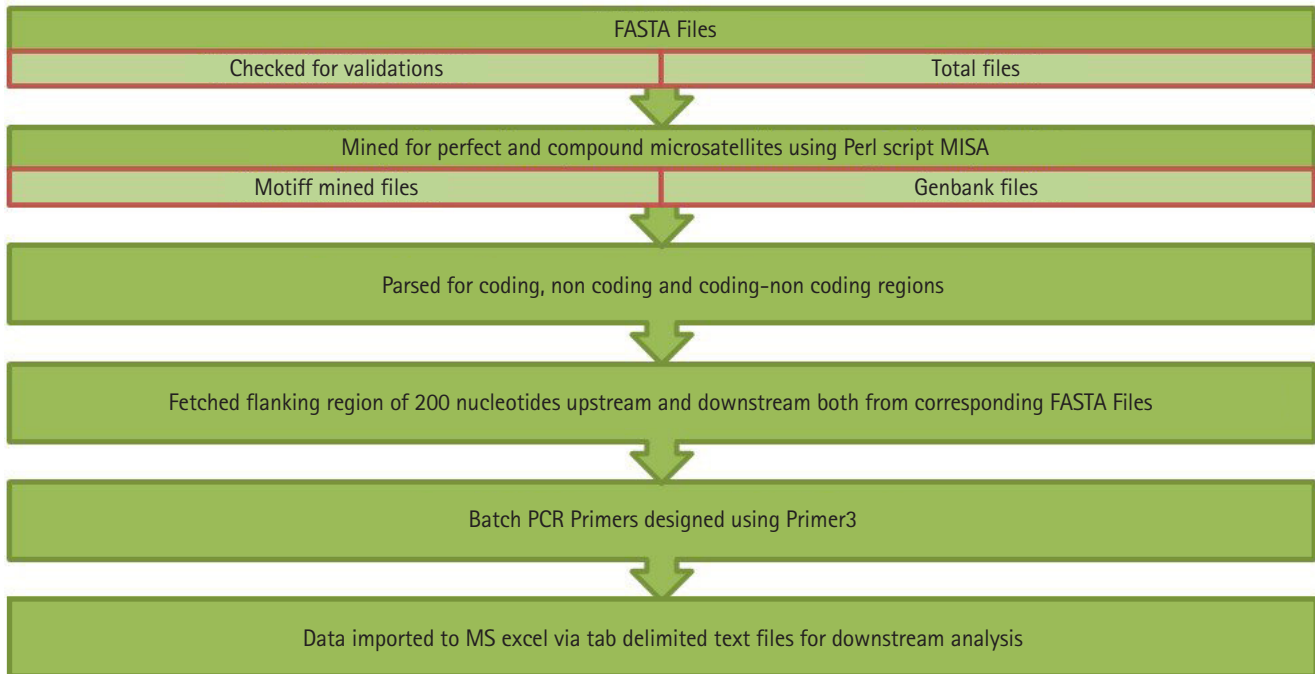 FASTA Files
Checked for validations
Total files
Mined for perfect and compound microsatellites using Perl script MISA
Motiff mined files
Genbank files
Parsed for coding, non coding and coding-non coding regions
Fetched flanking region of 200 nucleotides upstream and downstream both from corresponding FASTA Files
Batch PCR Primers designed using Primer3
Data imported to MS excel via tab delimited text files for downstream analysis